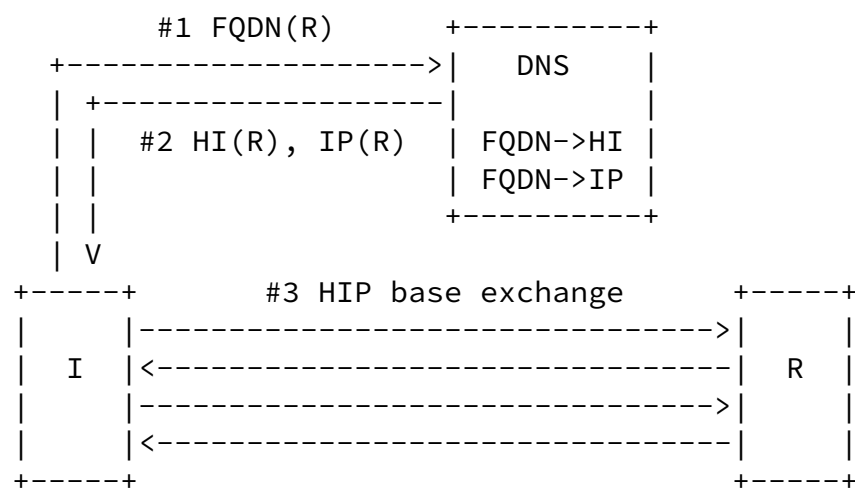 #1 FQDN(R)
DNS
#2 HI(R), IP(R)
FQDN->HI
FQDN->IP
#3 HIP base exchange
I
R